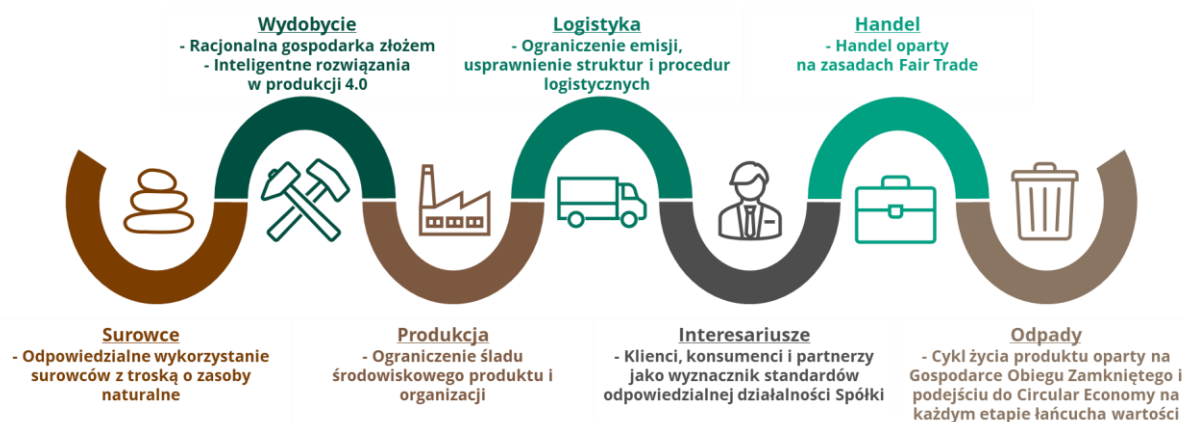 Wydobycie
- Racjonalna gospodarka złożem
- Inteligentne rozwiązania
w produkcji 4.0
Logistyka
- Ograniczenie emisji,
usprawnienie struktur i procedur
logistycznych
Handel
- Handel oparty
na zasadach Fair Trade
Surowce
- Odpowiedzialne wykorzystanie
surowców z troską o zasoby
naturalne
Produkcja
- Ograniczenie śladu
środowiskowego produktu i
organizacji
Interesariusze
- Klienci, konsumenci i partnerzy
jako wyznacznik standardów
odpowiedzialnej działalności Spółki
Odpady
- Cykl życia produktu oparty na
Gospodarce Obiegu Zamkniętego i
podejściu do Circular Economy na
każdym etapie łańcucha wartości